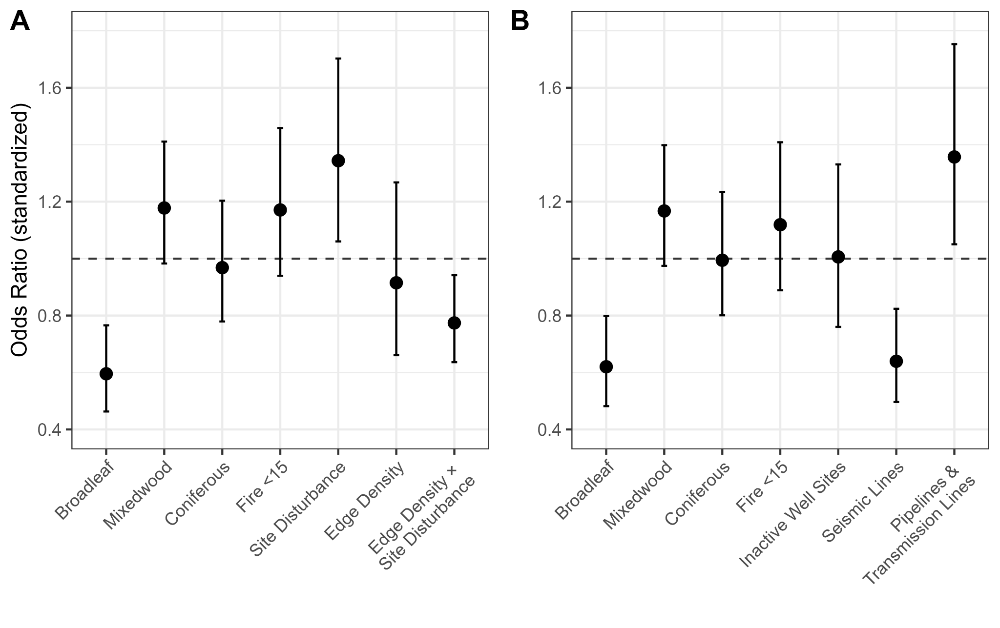 A
B
Odds Ratio (standardized)
1.6
1.2
0.8
0.4
Broadleaf
Mixedwood
Coniferous
Fire <15
Site Disturbance
Edge Density
Edge Density ×
Site Disturbance
1.6
1.2
0.8
0.4
Broadleaf
Mixedwood
Coniferous
Fire <15
Inactive Well Sites
Seismic Lines
Pipelines &
Transmission Lines